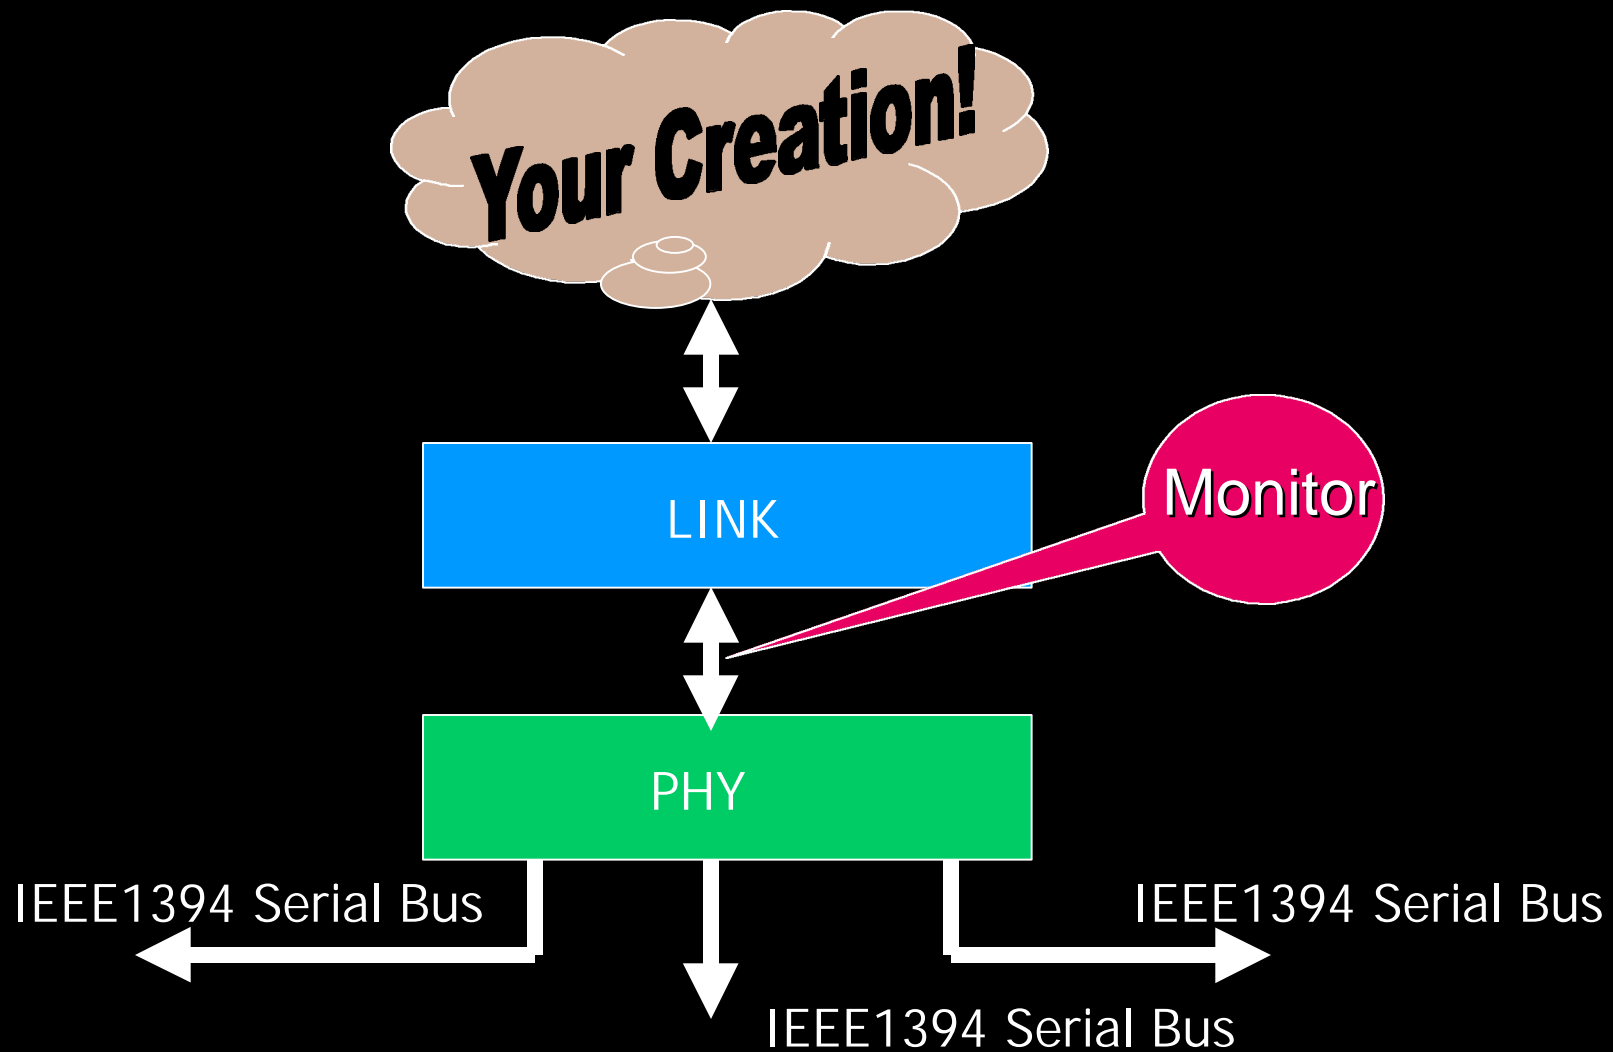 Your Creation!
LINK
Monitor
PHY
IEEE1394 Serial Bus
IEEE1394 Serial Bus
IEEE1394 Serial Bus